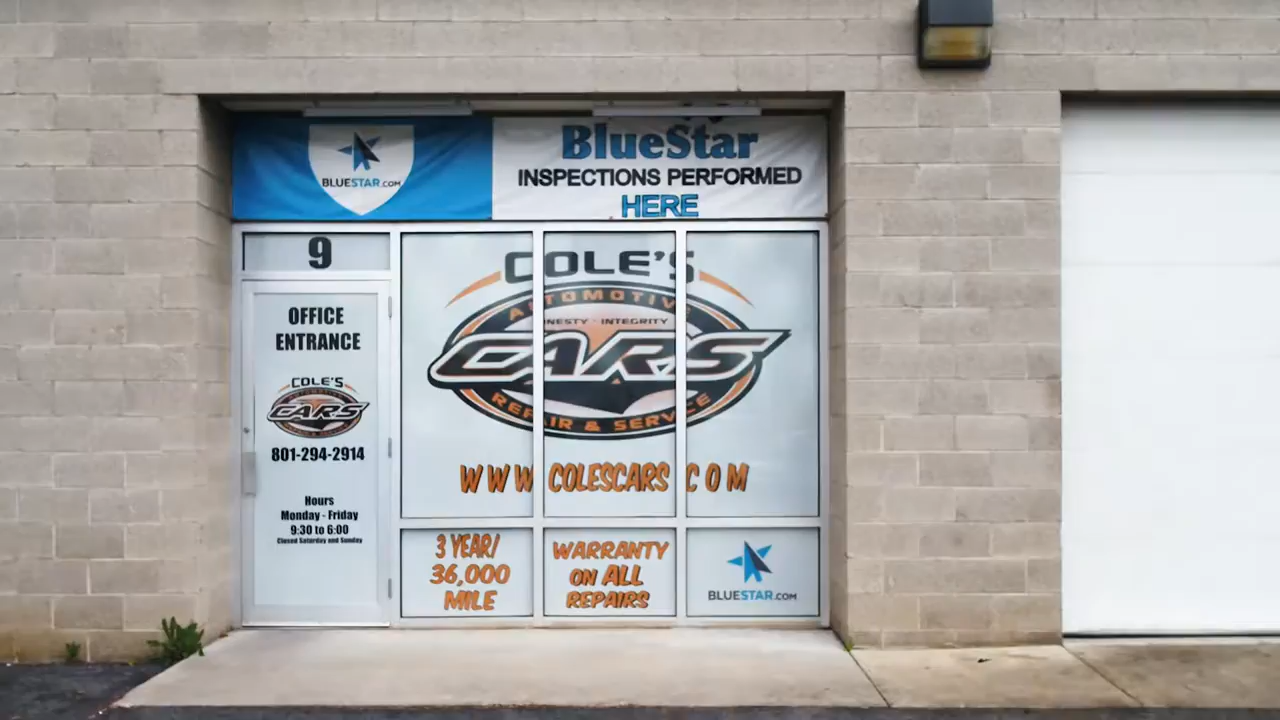 BLUESTAR.COM
BlueStar
INSPECTIONS PERFORMED
HERE
9
OFFICE
ENTRANCE
COLE'S
CARS
801-294-2914
Hours
Monday - Friday
9:30 to 6:00
Closed Saturday and Sunday
COLE'S
AUTOMOTIVE
INTEGRITY
CARS
REPAIR & SERVICE
WWW.COLESCARS.COM
3 YEAR/
36,000
MILE
WARRANTY
ON ALL
REPAIRS
BLUESTAR.COM